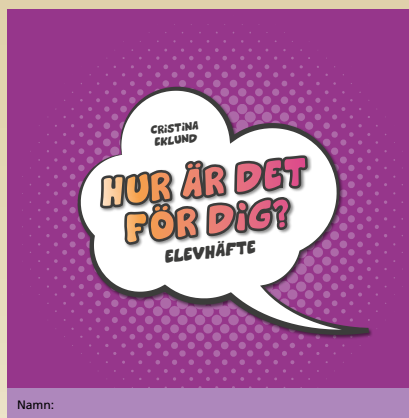 CRISTINA
EKLUND
HUR ÄR DET
FÖR DIG?
ELEVHÄFTE
Namn: